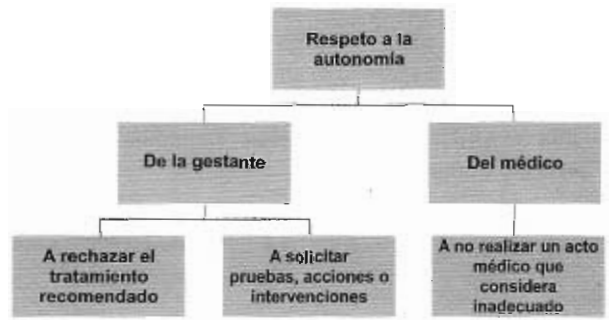 Respeto a la
autonomía
De la gestante
Del médico
A rechazar el
tratamiento
recomendado
A solicitar
pruebas, acciones o
intervenciones
A no realizar un acto
médico que
considera
inadecuado